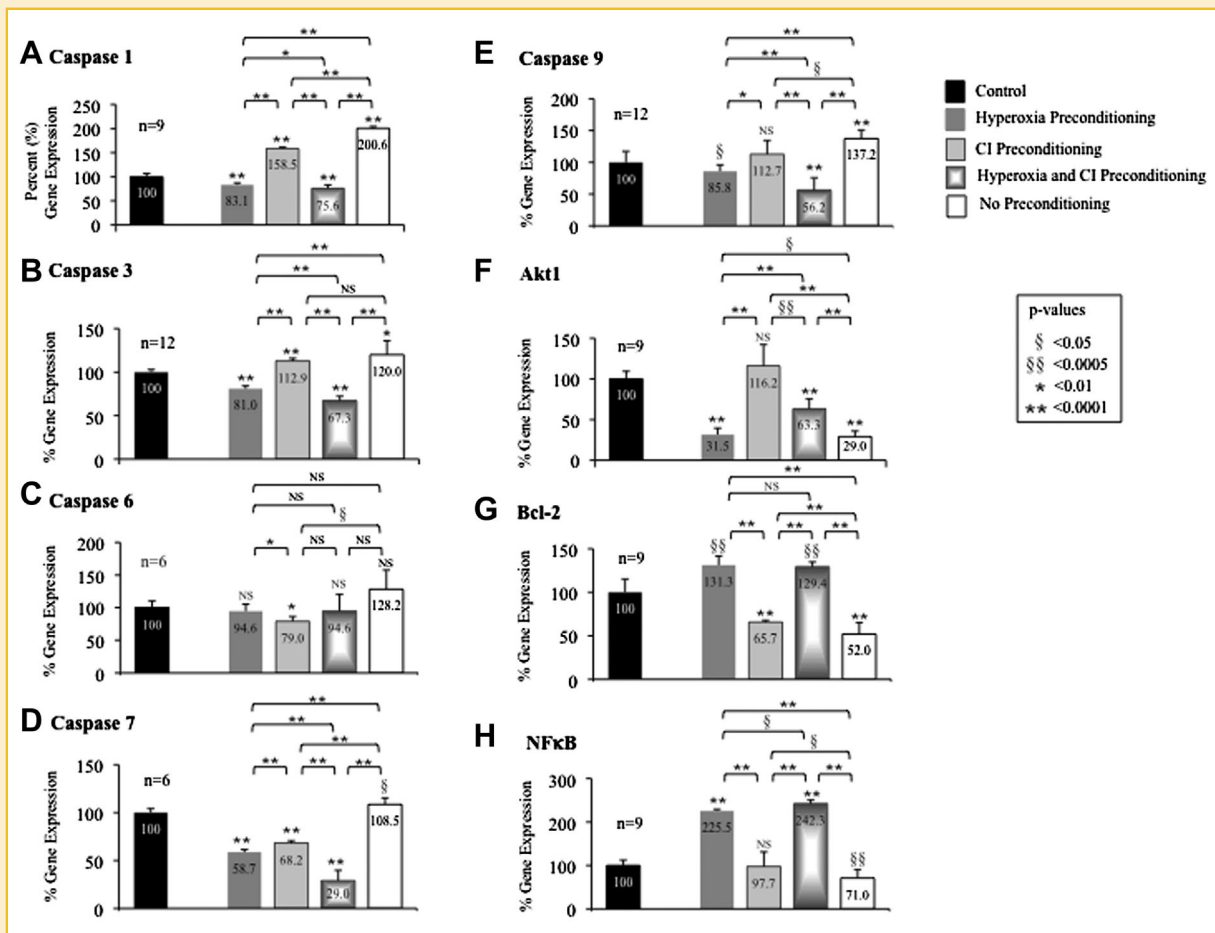 A Caspase 1
** 
*
**
** ** **
Percent (%)
Gene Expression
250
200
150
100
50
0
n=9
100
**
83.1
**
158.5
**
75.6
**
200.6
B Caspase 3
**
**
NS
** ** **
% Gene Expression
150
100
50
0
n=12
100
**
81.0
**
112.9
**
67.3
*
120.0
C Caspase 6
NS
NS
§
* NS NS
% Gene Expression
200
150
100
50
0
n=6
100
NS
94.6
*
79.0
NS
94.6
NS
128.2
D Caspase 7
**
**
**
** ** **
% Gene Expression
150
100
50
0
n=6
100
**
58.7
**
68.2
**
29.0
§
108.5
E Caspase 9
**
**
§
* ** **
% Gene Expression
200
150
100
50
0
n=12
100
§
85.8
NS
112.7
**
56.2
**
137.2
F Akt1
§
**
**
** §§ **
% Gene Expression
150
100
50
0
n=9
100
**
31.5
NS
116.2
**
63.3
**
29.0
G Bcl-2
**
NS
**
** ** **
% Gene Expression
150
100
50
0
n=9
100
§§
131.3
**
65.7
§§
129.4
**
52.0
H NFκB
**
§
§
** ** **
% Gene Expression
300
200
100
0
n=9
100
**
225.5
NS
97.7
**
242.3
§§
71.0
Control
Hyperoxia Preconditioning
CI Preconditioning
Hyperoxia and CI Preconditioning
No Preconditioning
p-values
§ <0.05
§§ <0.0005
* <0.01
** <0.0001